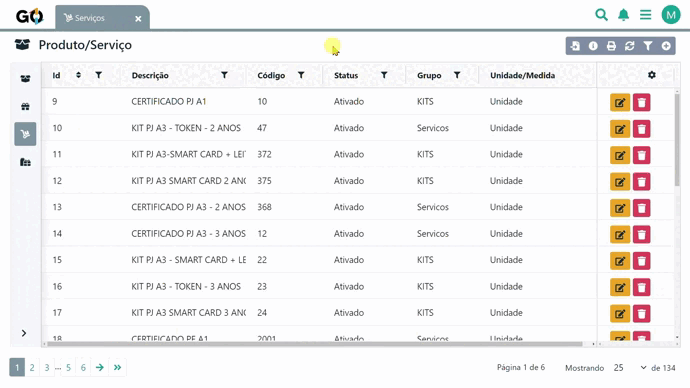 GO Serviços × M
Produto/Serviço
Id Descrição Código Status Grupo Unidade/Medida
9 CERTIFICADO PJ A1 10 Ativado KITS Unidade
10 KIT PJ A3 - TOKEN - 2 ANOS 47 Ativado Servicos Unidade
11 KIT PJ A3-SMART CARD + LEI 372 Ativado KITS Unidade
12 KIT PJ A3 SMART CARD 2 AN 375 Ativado KITS Unidade
13 CERTIFICADO PJ A3 - 2 ANOS 368 Ativado Servicos Unidade
14 CERTIFICADO PJ A3 - 3 ANOS 12 Ativado Servicos Unidade
15 KIT PJ A3 - SMART CARD + LE 22 Ativado KITS Unidade
16 KIT PJ A3 - TOKEN - 3 ANOS 23 Ativado KITS Unidade
17 KIT PJ A3 SMART CARD 3 AN 24 Ativado KITS Unidade
18 CERTIFICADO PF A1 2001 Ativado Servicos Unidade
1 2 3 ... 5 6 Página 1 de 6 Mostrando 25 de 134